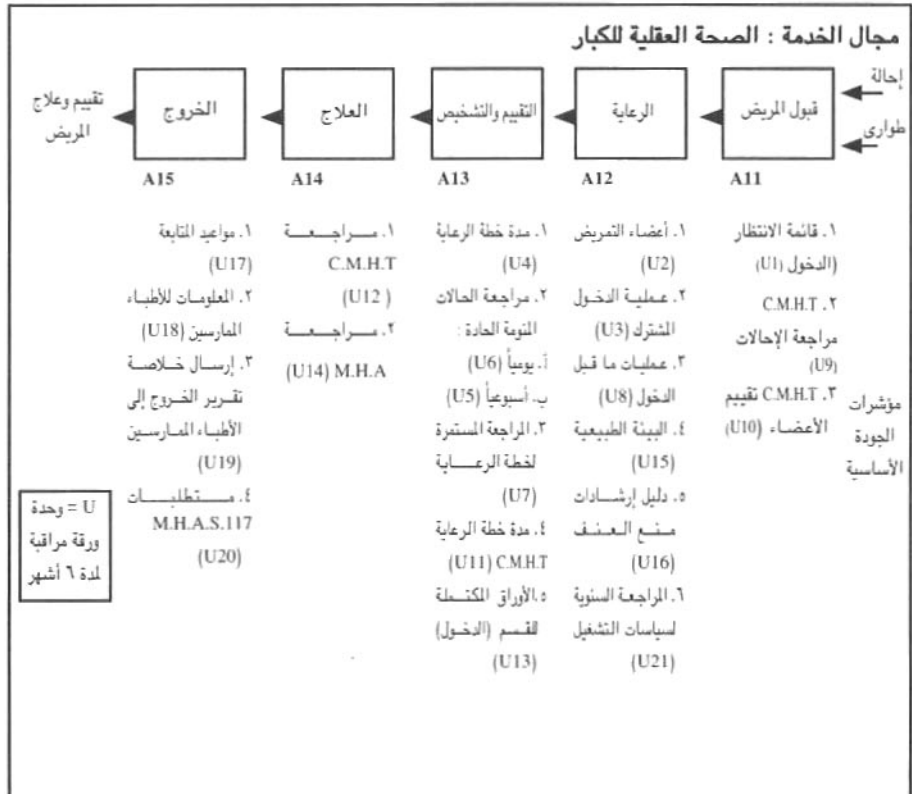 مجال الخدمة : الصحة العقلية للكبار
إحالة
طوارى
قبول المريض
الرعاية
التقييم والتشخيص
العلاج
الخروج
تقييم وعلاج
المريض
A11
A12
A13
A14
A15
مؤشرات
الجودة
الأساسية
١. قائمة الانتظار
(الدخول (U1)
٢. C.M.H.T
مراجعة الإحالات
(U9)
٣. C.M.H.T تقييم
الأعضاء (U10)
١. أعضاء التمريض
(U2)
٢. عملية الدخول
المشترك (U3)
٣. عمليات ما قبل
الدخول (U8)
٤. البيئة الطبيعية
(U15)
٥. دليل إرشادات
منع العنف
(U16)
٦. المراجعة السنوية
لسياسات التشغيل
(U21)
١. مدة خطة الرعاية
(U4)
٢. مراجعة الحالات
المنومة الحادة :
أ. يومياً (U6)
ب. أسبوعياً (U5)
٣. المراجعة المستمرة
لخطة الرعاية
(U7)
٤. مدة خطة الرعاية
C.M.H.T (U11)
٥.الأوراق المكتملة
للقسم (الدخول)
(U13)
١. مراجعة
C.M.H.T
(U12 )
٢. مراجعة
M.H.A (U14)
١. مواعيد المتابعة
(U17)
٢. المعلومات للأطباء
الممارسين (U18)
٣. إرسال خلاصة
تقرير الخروج إلى
الأطباء الممارسين
(U19)
٤. متطلبات
M.H.A.S.117
(U20)
U = وحدة
ورقة مراقبة
لمدة ٦ أشهر